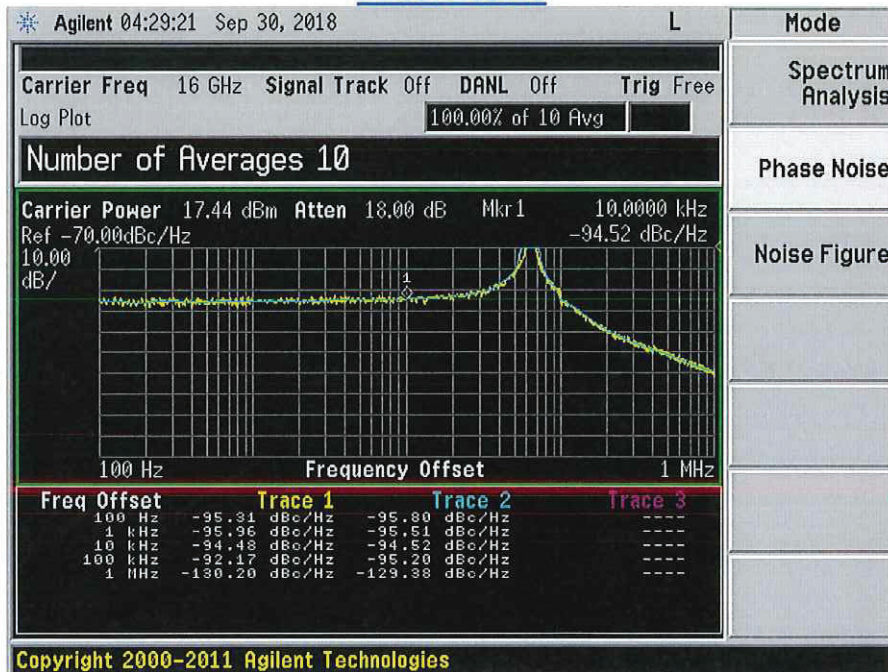 Agilent 04:29:21 Sep 30, 2018 L
Mode
Carrier Freq 16 GHz Signal Track Off DANL Off Trig Free
Log Plot 100.00% of 10 Avg
Number of Averages 10
Carrier Power 17.44 dBm Atten 18.00 dB Mkr1 10.0000 kHz
Ref -70.00dBc/Hz -94.52 dBc/Hz
10.00
dB/
1
100 Hz Frequency Offset 1 MHz
Freq Offset Trace 1 Trace 2 Trace 3
100 Hz -95.31 dBc/Hz -95.80 dBc/Hz ----
1 kHz -95.96 dBc/Hz -95.51 dBc/Hz ----
10 kHz -94.48 dBc/Hz -94.52 dBc/Hz ----
100 kHz -92.17 dBc/Hz -95.20 dBc/Hz ----
1 MHz -130.20 dBc/Hz -129.38 dBc/Hz ----
Copyright 2000-2011 Agilent Technologies
Spectrum
Analysis
Phase Noise
Noise Figure